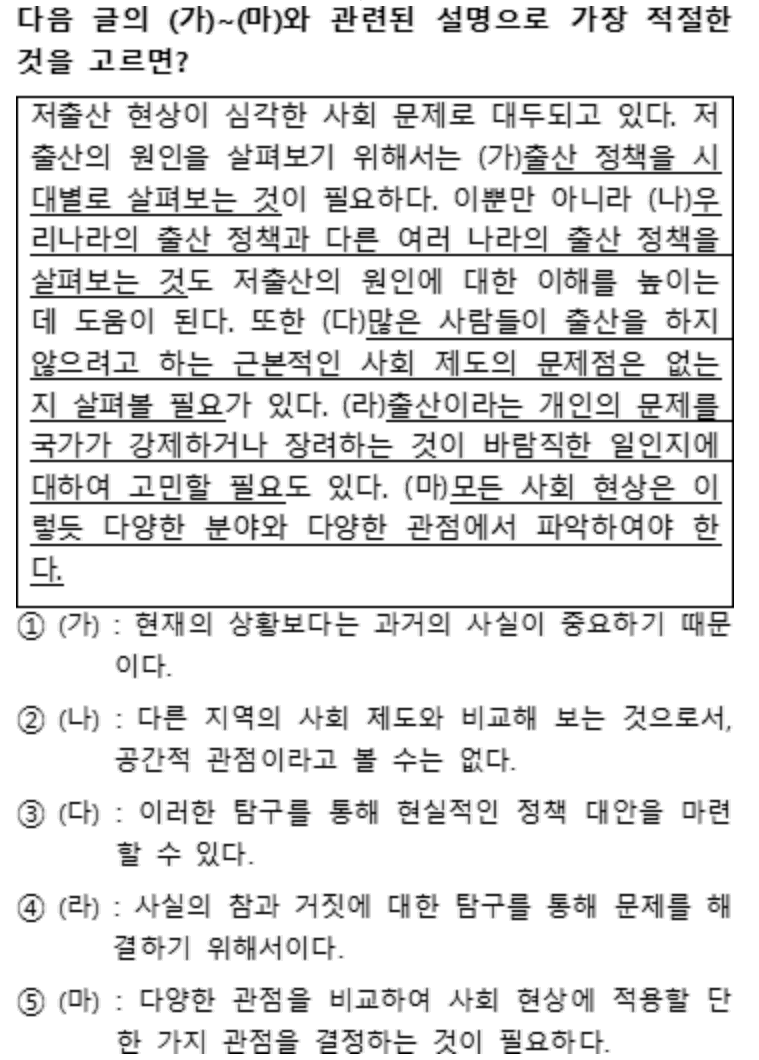 다음 글의 (가)~(마)와 관련된 설명으로 가장 적절한
것을 고르면?
저출산 현상이 심각한 사회 문제로 대두되고 있다. 저
출산의 원인을 살펴보기 위해서는 (가)출산 정책을 시
대별로 살펴보는 것이 필요하다. 이뿐만 아니라 (나)우
리나라의 출산 정책과 다른 여러 나라의 출산 정책을
살펴보는 것도 저출산의 원인에 대한 이해를 높이는
데 도움이 된다. 또한 (다)많은 사람들이 출산을 하지
않으려고 하는 근본적인 사회 제도의 문제점은 없는
지 살펴볼 필요가 있다. (라)출산이라는 개인의 문제를
국가가 강제하거나 장려하는 것이 바람직한 일인지에
대하여 고민할 필요도 있다. (마)모든 사회 현상은 이
렇듯 다양한 분야와 다양한 관점에서 파악하여야 한
다.
① (가) : 현재의 상황보다는 과거의 사실이 중요하기 때문
이다.
② (나) : 다른 지역의 사회 제도와 비교해 보는 것으로서,
공간적 관점이라고 볼 수는 없다.
③ (다) : 이러한 탐구를 통해 현실적인 정책 대안을 마련
할 수 있다.
④ (라) : 사실의 참과 거짓에 대한 탐구를 통해 문제를 해
결하기 위해서이다.
⑤ (마) : 다양한 관점을 비교하여 사회 현상에 적용할 단
한 가지 관점을 결정하는 것이 필요하다.